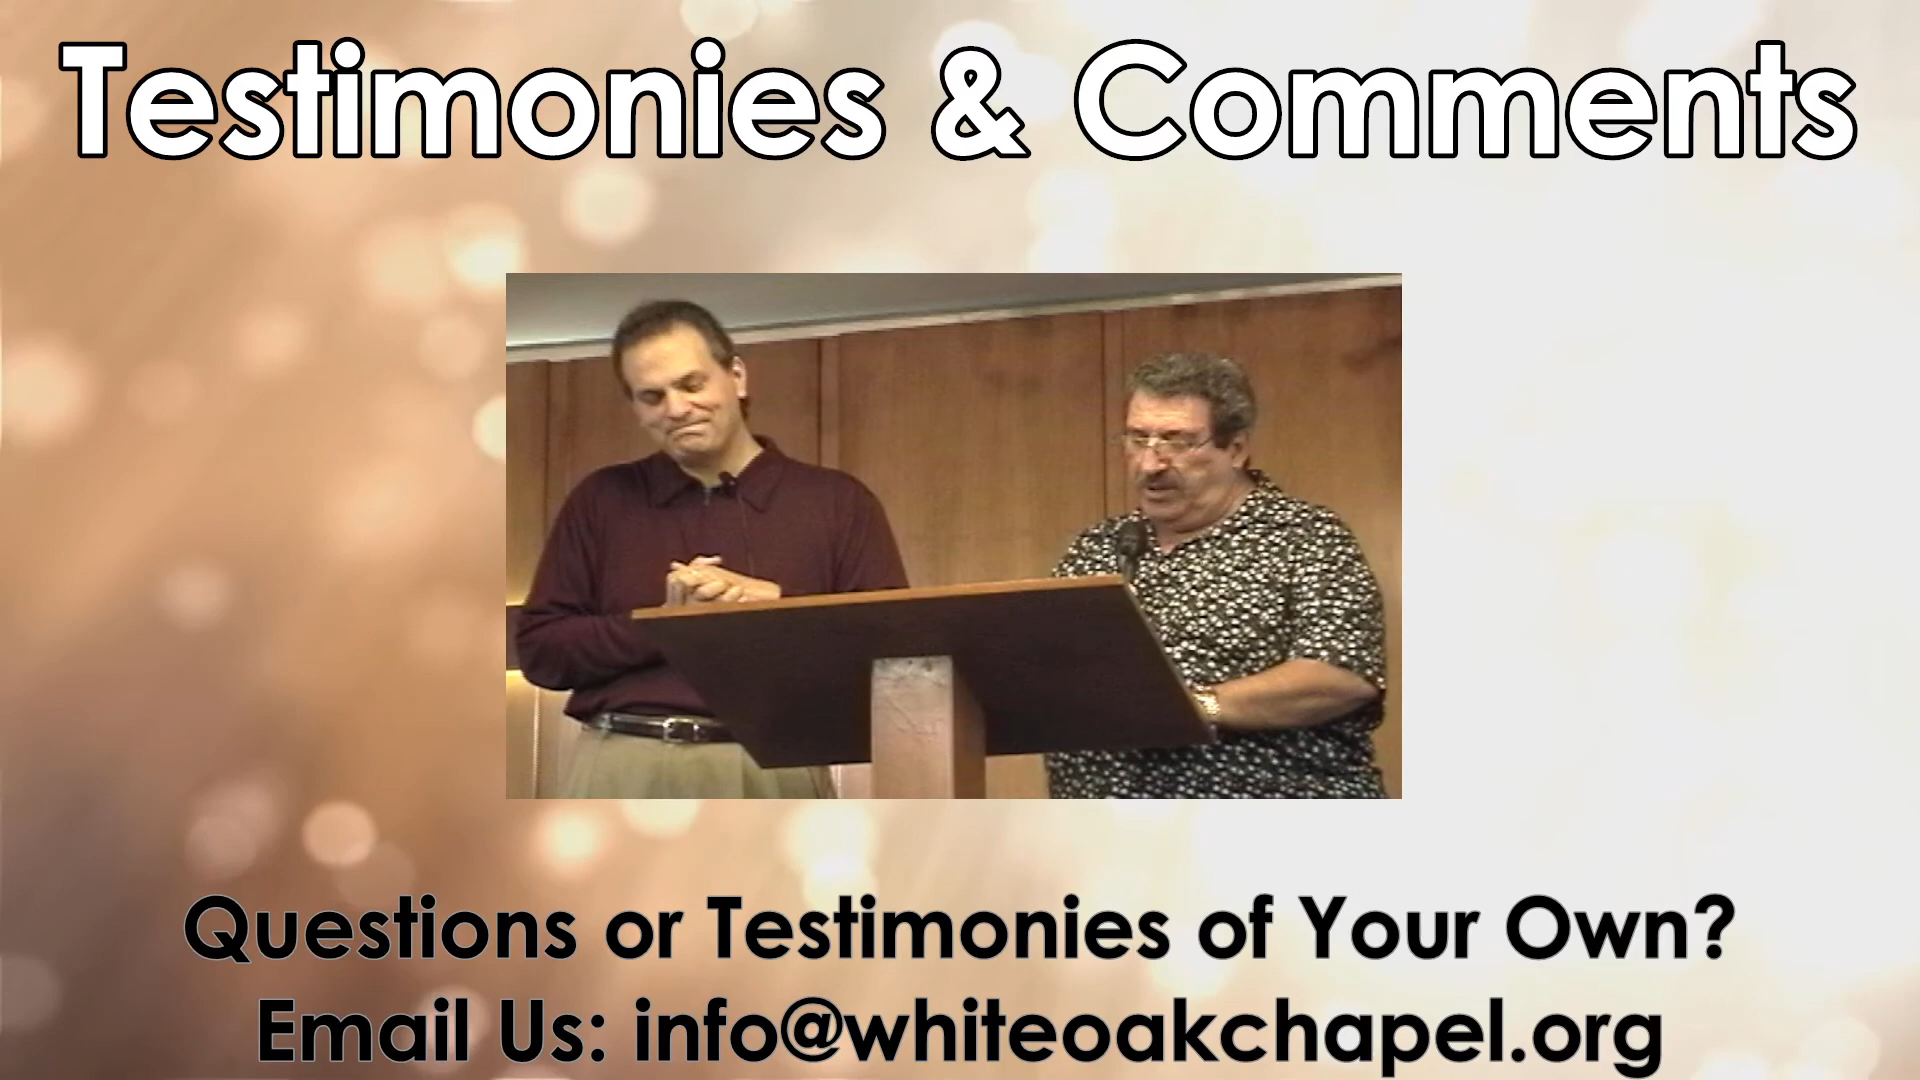 Testimonies & Comments
Questions or Testimonies of Your Own?
Email Us: info@whiteoakchapel.org